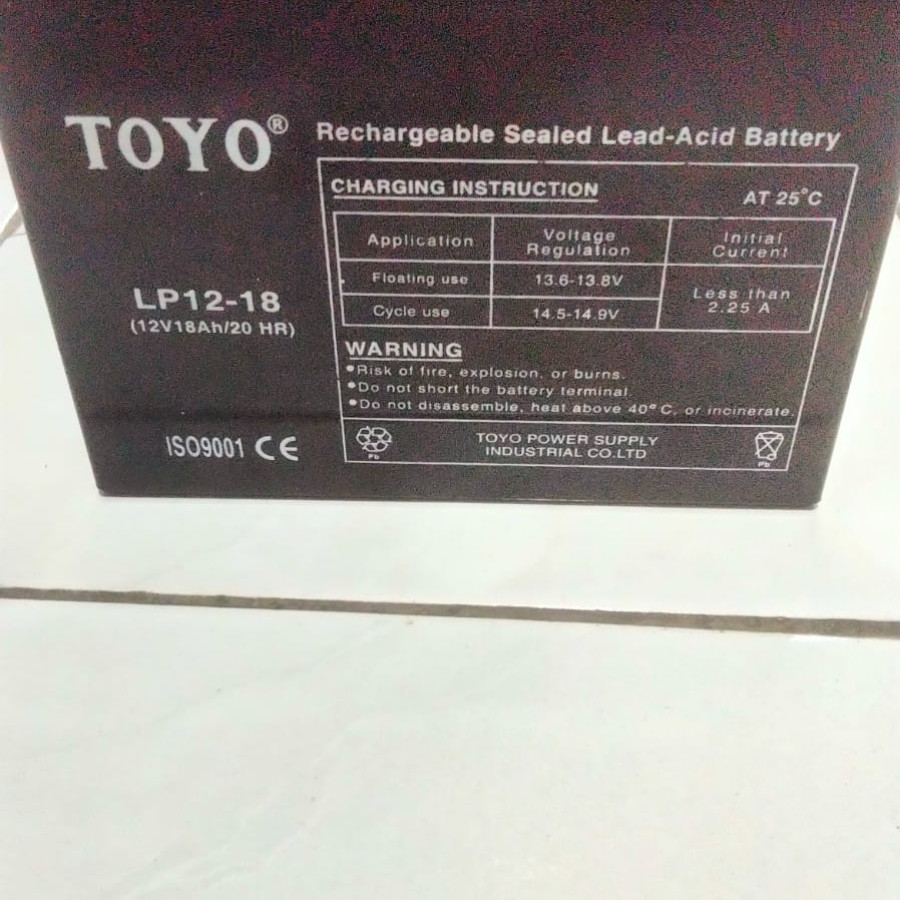 TOYO®
Rechargeable Sealed Lead-Acid Battery
LP12-18
(12V18Ah/20 HR)
ISO9001 CE
CHARGING INSTRUCTION AT 25°C
Application Voltage Regulation Initial Current
Floating use 13.6-13.8V Less than 2.25 A
Cycle use 14.5-14.9V
WARNING
•Risk of fire, explosion, or burns.
•Do not short the battery terminal.
•Do not disassemble, heat above 40°C, or incinerate.
Pb
TOYO POWER SUPPLY
INDUSTRIAL CO.LTD
Pb